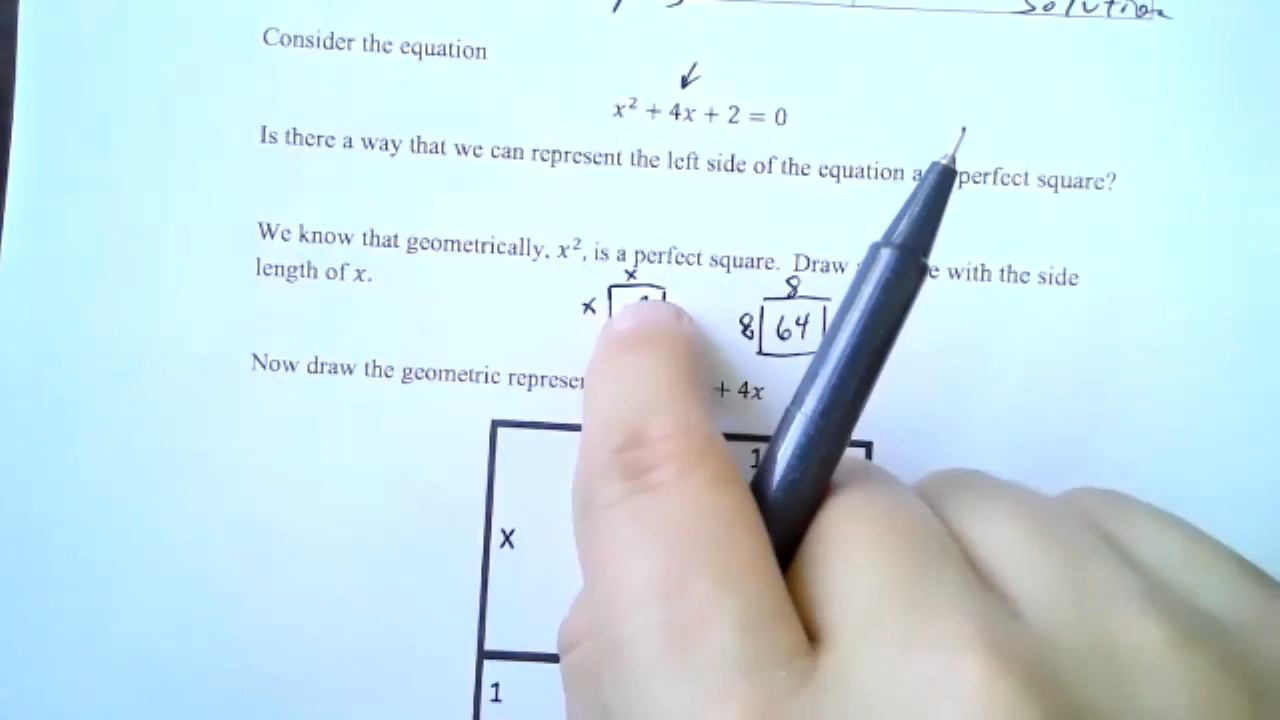 Solution
Consider the equation
x² + 4x + 2 = 0
Is there a way that we can represent the left side of the equation a perfect square?
We know that geometrically, x², is a perfect square. Draw with the side
length of x.
x
x
8
8 64
Now draw the geometric + 4x
1
X
1